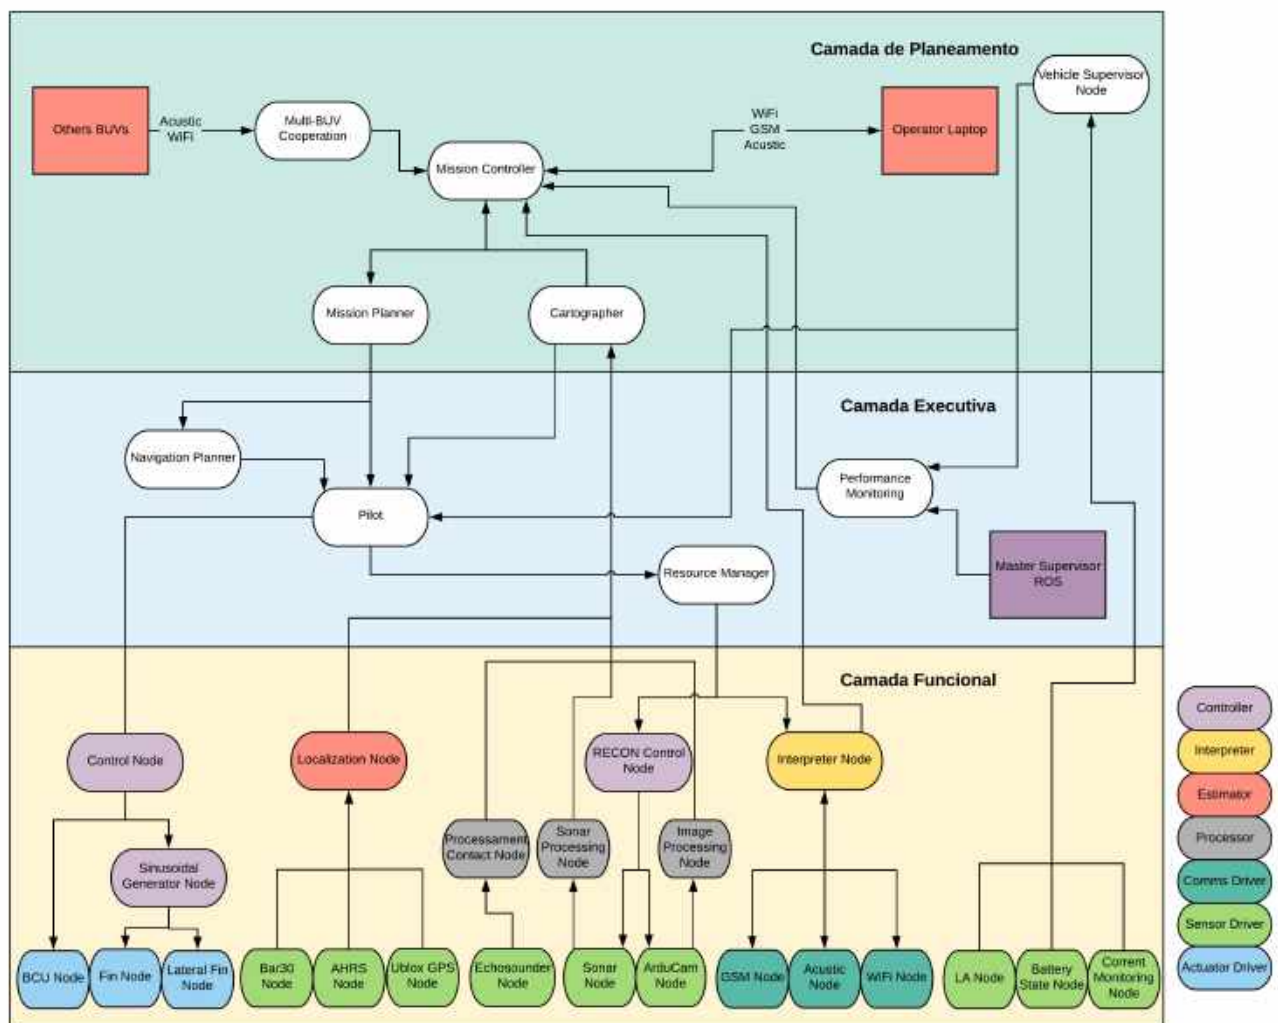 Camada de Planeamento
Vehicle Supervisor
Node
Others BUVs
Acustic
WiFi
Multi-BUV
Cooperation
WiFi
GSM
Acustic
Operator Laptop
Mission Controller
Mission Planner
Cartographer
Camada Executiva
Navigation Planner
Performance
Monitoring
Pilot
Resource Manager
Master Supervisor
ROS
Camada Funcional
Control Node
Localization Node
RECON Control
Node
Interpreter Node
Processament
Contact Node
Sonar
Processing
Node
Image
Processing
Node
Sinusoidal
Generator Node
BCU Node
Fin Node
Lateral Fin
Node
Bar30
Node
AHRS
Node
Ublox GPS
Node
Echosounder
Node
Sonar
Node
ArduCam
Node
GSM Node
Acustic
Node
WiFi Node
LA Node
Battery
State Node
Corrent
Monitoring
Node
Controller
Interpreter
Estimator
Processor
Comms Driver
Sensor Driver
Actuator Driver